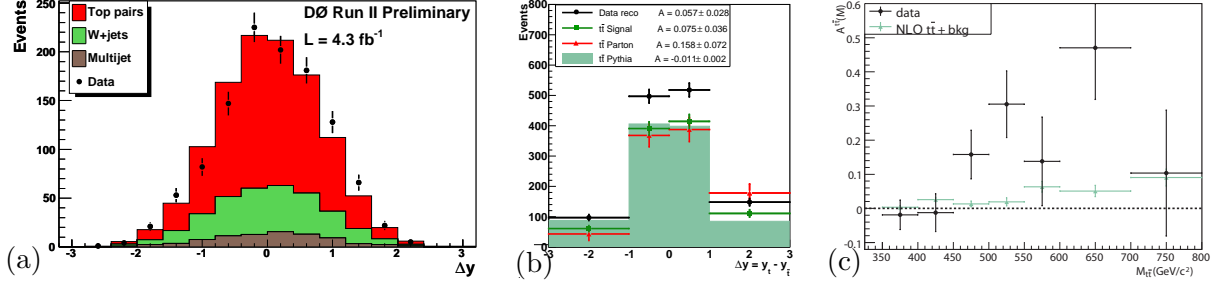 DØ Run II Preliminary
L = 4.3 fb⁻¹
Events
250
200
150
100
50
0
Top pairs
W+jets
Multijet
Data
-3 -2 -1 0 1 2 3
Δy
(a)
Events
800
700
600
500
400
300
200
100
0
Data reco A = 0.057± 0.028
tt̄ Signal A = 0.075± 0.036
tt̄ Parton A = 0.158± 0.072
tt̄ Pythia A = -0.011± 0.002
-3 -2 -1 0 1 2 3
Δy = yₜ - y_t̄
(b)
A^tt̄(M)
0.6
0.5
0.4
0.3
0.2
0.1
0
-0.1
data
NLO tt̄ + bkg
350 400 450 500 550 600 650 700 750 800
M_tt̄(GeV/c²)
(c)